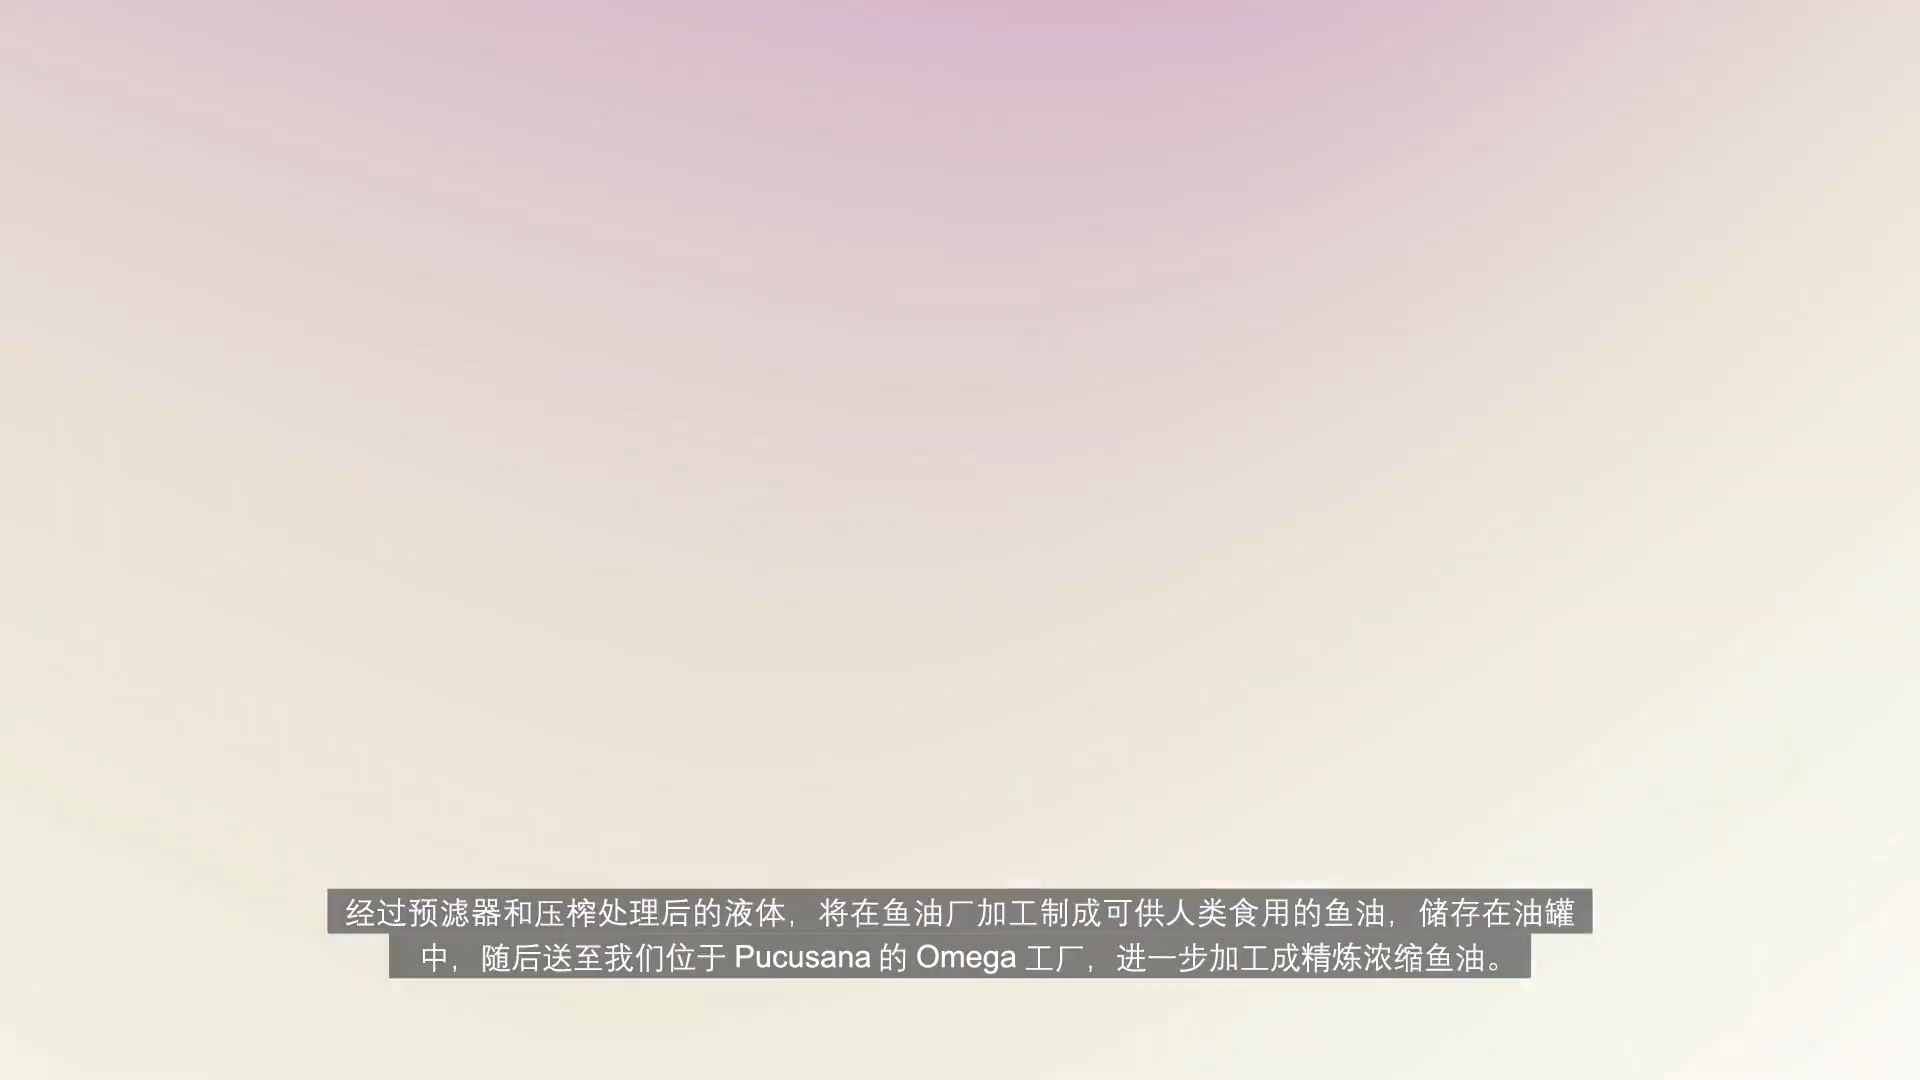 经过预滤器和压榨处理后的液体，将在鱼油厂加工制成可供人类食用的鱼油，储存在油罐
中，随后送至我们位于 Pucusana 的 Omega 工厂，进一步加工成精炼浓缩鱼油。